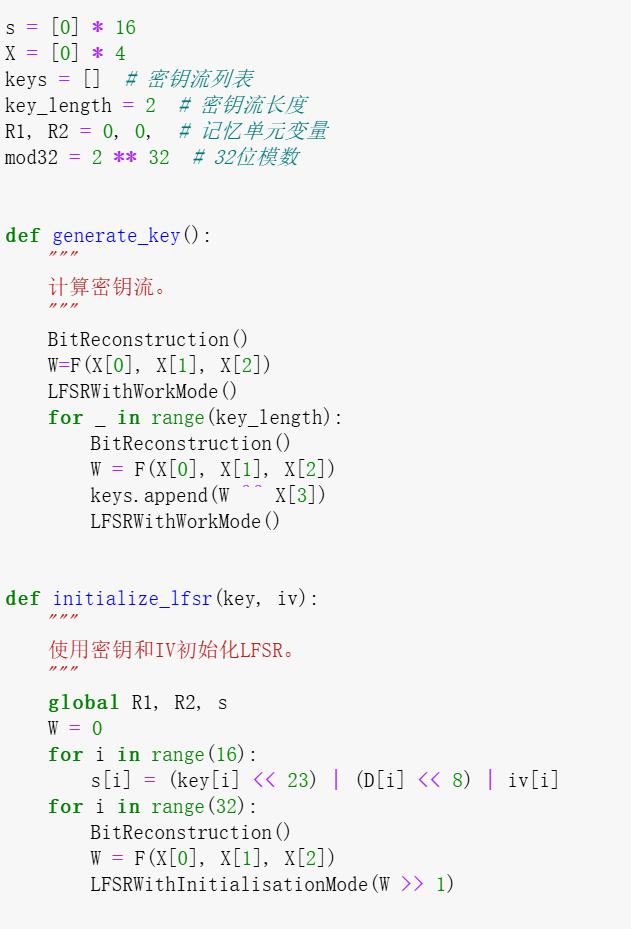 s = [0] * 16
X = [0] * 4
keys = []  # 密钥流列表
key_length = 2  # 密钥流长度
R1, R2 = 0, 0,  # 记忆单元变量
mod32 = 2 ** 32  # 32位模数
def generate_key():
    """
    计算密钥流。
    """
    BitReconstruction()
    W=F(X[0], X[1], X[2])
    LFSRWithWorkMode()
    for _ in range(key_length):
        BitReconstruction()
        W = F(X[0], X[1], X[2])
        keys.append(W ^^ X[3])
        LFSRWithWorkMode()
def initialize_lfsr(key, iv):
    """
    使用密钥和IV初始化LFSR。
    """
    global R1, R2, s
    W = 0
    for i in range(16):
        s[i] = (key[i] << 23) | (D[i] << 8) | iv[i]
    for i in range(32):
        BitReconstruction()
        W = F(X[0], X[1], X[2])
        LFSRWithInitialisationMode(W >> 1)